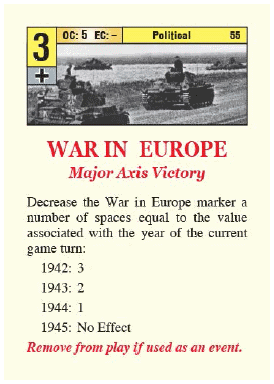 3 OC: 5 EC: – Political 55
+
WAR IN EUROPE
Major Axis Victory
Decrease the War in Europe marker a
number of spaces equal to the value
associated with the year of the current
game turn:
1942: 3
1943: 2
1944: 1
1945: No Effect
Remove from play if used as an event.